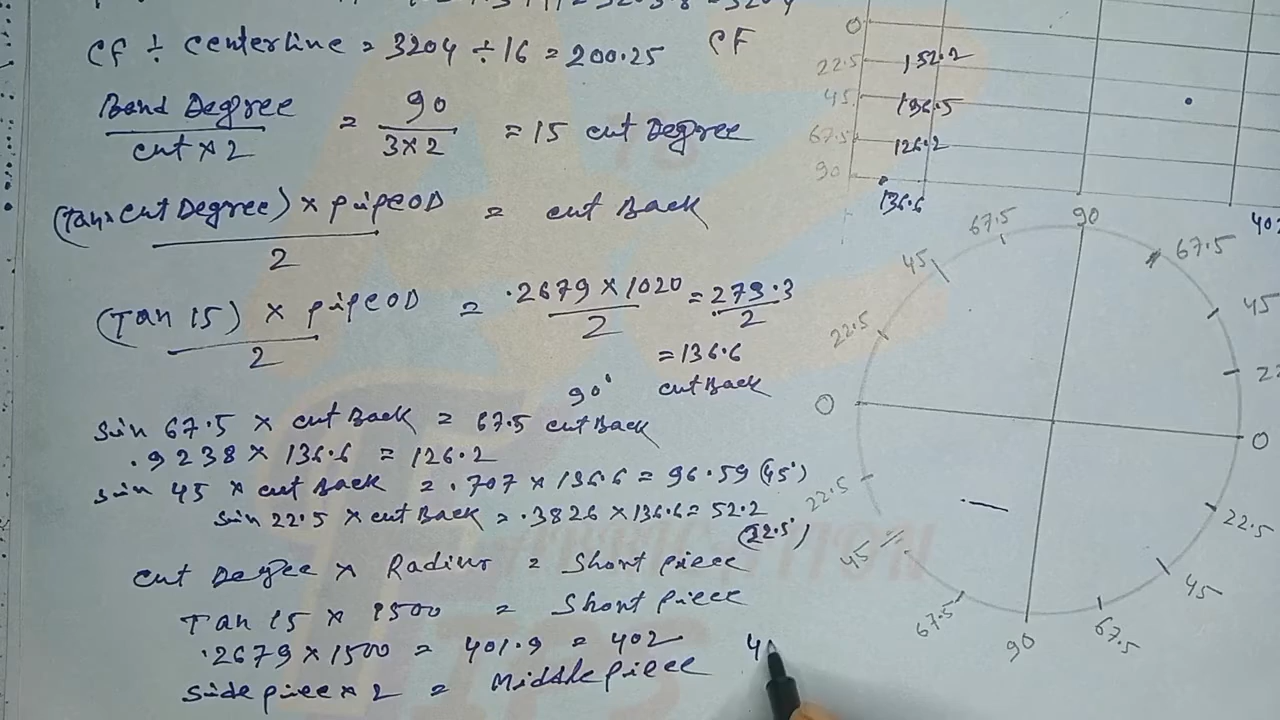 CF ÷ Centerline = 3204 ÷ 16 = 200.25 CF
Band Degree / cut × 2 = 90 / 3×2 = 15 cut Degree
(Tan × Cut Degree) × pipe OD / 2 = cut Back
(Tan 15) × pipe OD / 2 = .2679 × 1020 / 2 = 273.3 / 2
= 136.6
90° cut Back
Sin 67.5 × cut Back = 67.5 cut Back
.9238 × 136.6 = 126.2
Sin 45 × cut Back = .707 × 136.6 = 96.59 (45°)
Sin 22.5 × cut Back = .3826 × 136.6 = 52.2
(22.5°)
Cut Degree × Radius = Short piece
Tan 15 × 1500 = Short piece
.2679 × 1500 = 401.9 = 402
Side piece × 2 = Middle piece 4
0
22.5 152.2
45 136.5
67.5 126.2
90
136.6
402
90
67.5 67.5
45 45
22.5 22
0 0
22.5 22.5
45 45
67.5 67.5
90